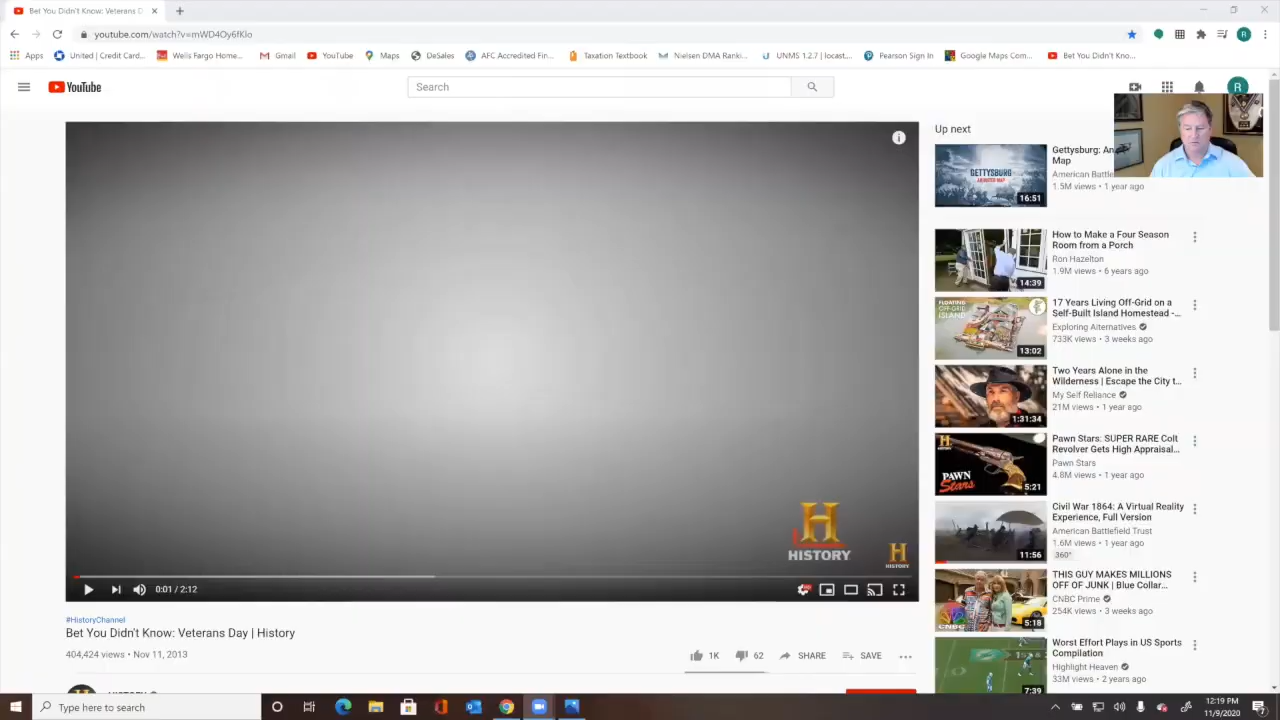 Bet You Didn't Know: Veterans D
youtube.com/watch?v=mWD4Oy6fKlo
Apps
United | Credit Card...
Wells Fargo Home...
Gmail
YouTube
Maps
DeSales
AFC Accredited Fin...
Taxation Textbook
Nielsen DMA Ranki...
UNMS 1.2.7 | locast....
Pearson Sign In
Google Maps Com...
Bet You Didn't Kno...
R
YouTube
Search
R
Up next
GETTYSBURG
ANIMATED MAP
16:51
Gettysburg: An
Map
American Battlef
1.5M views • 1 year ago
14:39
How to Make a Four Season
Room from a Porch
Ron Hazelton
1.9M views • 6 years ago
FLOATING
OFF-GRID
ISLAND
13:02
17 Years Living Off-Grid on a
Self-Built Island Homestead -...
Exploring Alternatives
733K views • 3 weeks ago
1:31:34
Two Years Alone in the
Wilderness | Escape the City t...
My Self Reliance
21M views • 1 year ago
H
HISTORY
PAWN
Stars
5:21
Pawn Stars: SUPER RARE Colt
Revolver Gets High Appraisal...
Pawn Stars
4.8M views • 1 year ago
11:56
Civil War 1864: A Virtual Reality
Experience, Full Version
American Battlefield Trust
1.6M views • 1 year ago
360°
CNBC
5:18
THIS GUY MAKES MILLIONS
OFF OF JUNK | Blue Collar...
CNBC Prime
254K views • 3 weeks ago
7:39
Worst Effort Plays in US Sports
Compilation
Highlight Heaven
33M views • 2 years ago
H
HISTORY
H
HISTORY
0:01 / 2:12
#HistoryChannel
Bet You Didn't Know: Veterans Day | History
404,424 views • Nov 11, 2013
1K
62
SHARE
SAVE
Type here to search
12:19 PM
11/9/2020
7